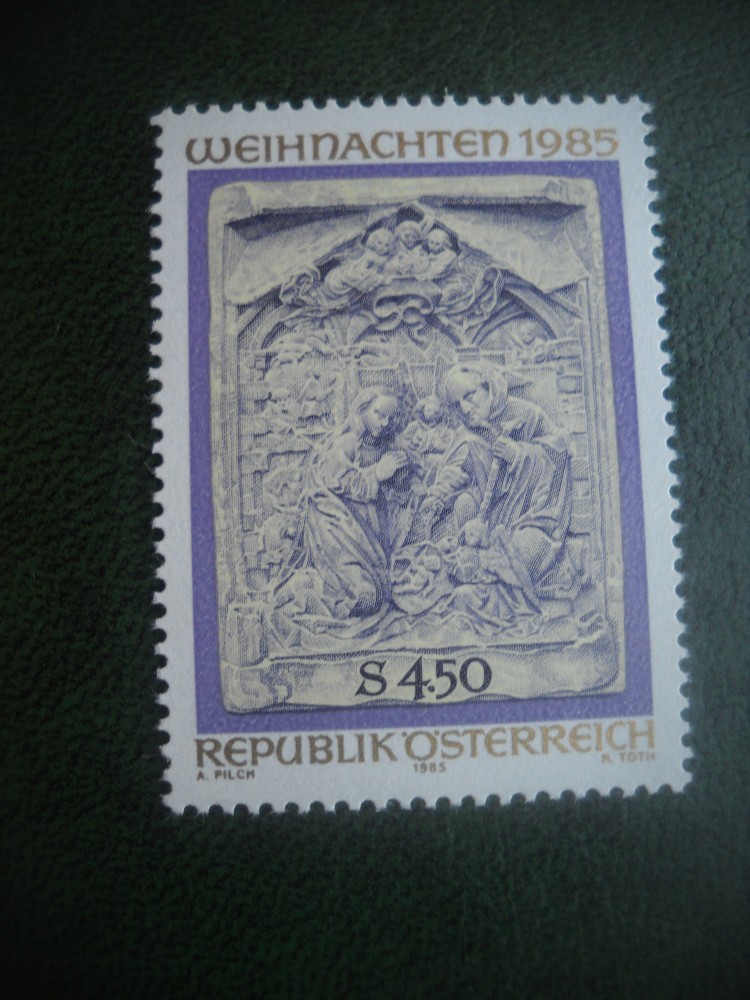 WEIHNACHTEN 1985
S 4.50
REPUBLIK ÖSTERREICH
A. PILCH 1985 N. TOTH